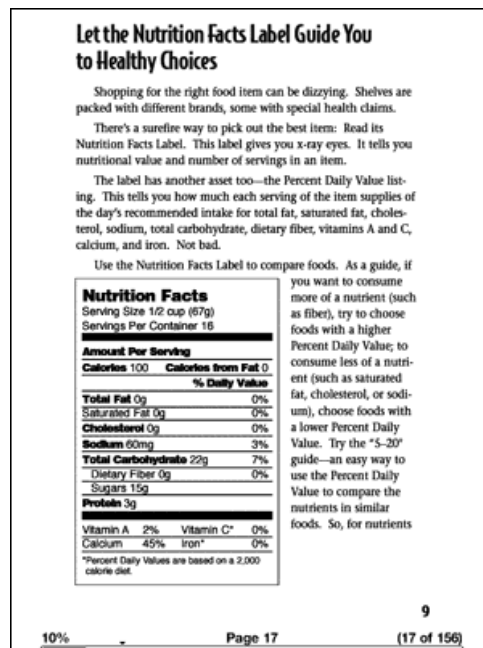 Let the Nutrition Facts Label Guide You
to Healthy Choices
Shopping for the right food item can be dizzying. Shelves are
packed with different brands, some with special health claims.
There's a surefire way to pick out the best item: Read its
Nutrition Facts Label. This label gives you x-ray eyes. It tells you
nutritional value and number of servings in an item.
The label has another asset too—the Percent Daily Value list-
ing. This tells you how much each serving of the item supplies of
the day's recommended intake for total fat, saturated fat, choles-
terol, sodium, total carbohydrate, dietary fiber, vitamins A and C,
calcium, and iron. Not bad.
Use the Nutrition Facts Label to compare foods. As a guide, if
you want to consume
more of a nutrient (such
as fiber), try to choose
foods with a higher
Percent Daily Value; to
consume less of a nutri-
ent (such as saturated
fat, cholesterol, or sodi-
um), choose foods with
a lower Percent Daily
Value. Try the "5–20"
guide—an easy way to
use the Percent Daily
Value to compare the
nutrients in similar
foods. So, for nutrients
Nutrition Facts
Serving Size 1/2 cup (67g)
Servings Per Container 16
Amount Per Serving
Calories 100 Calories from Fat 0
% Daily Value
Total Fat 0g 0%
Saturated Fat 0g 0%
Cholesterol 0g 0%
Sodium 60mg 3%
Total Carbohydrate 22g 7%
Dietary Fiber 0g 0%
Sugars 15g
Protein 3g
Vitamin A 2% Vitamin C* 0%
Calcium 45% Iron* 0%
*Percent Daily Values are based on a 2,000
calorie diet.
9
10% Page 17 (17 of 156)